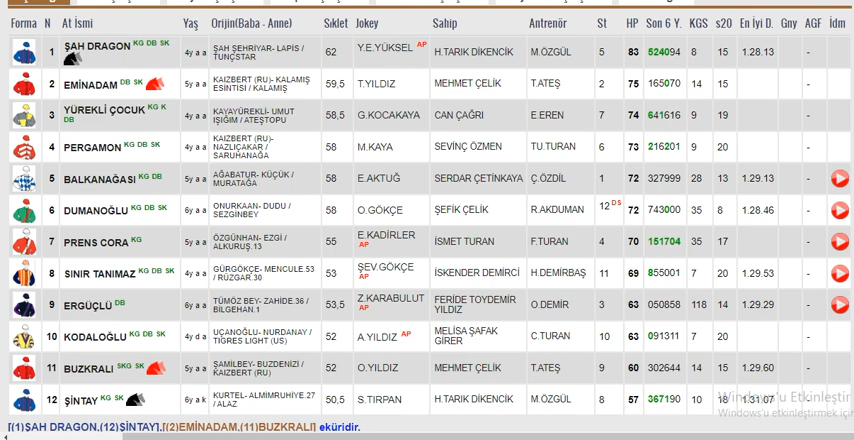 Forma N At İsmi Yaş Orijin(Baba - Anne) Sıklet Jokey Sahip Antrenör St HP Son 6 Y. KGS s20 En İyi D. Gny AGF İdm
1 ŞAH DRAGON KG DB SK 4y a a ŞAH ŞEHRİYAR- LAPİS / TUNÇSTAR 62 Y.E.YÜKSEL AP H.TARIK DİKENCİK M.ÖZGÜL 5 83 524094 8 15 1.28.13 -
2 EMİNADAM DB SK 5y a a KAIZBERT (RU)- KALAMIŞ ESİNTİSİ / KALAMIŞ 59,5 T.YILDIZ MEHMET ÇELİK T.ATEŞ 2 75 165070 14 15 -
3 YÜREKLİ ÇOCUK KG K DB 4y a a KAYAYÜREKLİ- UMUT IŞIĞIM / ATEŞTOPU 58,5 G.KOCAKAYA CAN ÇAĞRI E.EREN 7 74 641616 9 19 -
4 PERGAMON KG DB SK 4y a a KAIZBERT (RU)- NAZLIÇAKAR / SARUHANAĞA 58 M.KAYA SEVİNÇ ÖZMEN TU.TURAN 6 73 216201 9 20 -
5 BALKANAĞASI KG DB 5y a a AĞABATUR- KÜÇÜK / MURATAĞA 58 E.AKTUĞ SERDAR ÇETİNKAYA Ç.ÖZDİL 1 72 327999 28 13 1.29.13 -
6 DUMANOĞLU KG DB SK 6y a a ONURKAAN- DUDU / SEZGINBEY 58 O.GÖKÇE ŞEFİK ÇELİK R.AKDUMAN 12 DS 72 743000 35 8 1.28.46 -
7 PRENS CORA KG 5y a a ÖZGÜNHAN- EZGİ / ALKURUŞ.13 55 E.KADİRLER AP İSMET TURAN F.TURAN 4 70 151704 35 17 -
8 SINIR TANIMAZ KG DB SK 4y a a GÜRGÖKÇE- MENCULE.53 / RÜZGAR.30 53 ŞEV.GÖKÇE AP İSKENDER DEMİRCİ H.DEMİRBAŞ 11 69 855001 7 20 1.29.53 -
9 ERGÜÇLÜ DB 6y a a TÜMÖZ BEY- ZAHİDE.36 / BİLGEHAN.1 53,5 Z.KARABULUT AP FERİDE TOYDEMİR YILDIZ O.DEMİR 3 63 050858 118 14 1.29.29 -
10 KODALOĞLU KG DB SK 4y d a UÇANOĞLU- NURDANAY / TIGRES LIGHT (US) 52 A.YILDIZ AP MELİSA ŞAFAK GİRER C.TURAN 10 63 091311 7 20 -
11 BUZKRALI SKG SK 5y a a ŞAMİLBEY- BUZDENİZİ / KAIZBERT (RU) 52 O.YILDIZ MEHMET ÇELİK T.ATEŞ 9 60 302644 14 15 1.29.60 -
12 ŞİNTAY KG SK 6y a k KURTEL- ALMİMRUHİYE.27 / ALAZ 50,5 S.TIRPAN H.TARIK DİKENCİK M.ÖZGÜL 8 57 367190 10 18 1.31.07 -
Windows'u Etkinleştir
Windows'u etkinleştirmek iç
[(1)ŞAH DRAGON,(12)ŞİNTAY],[(2)EMİNADAM,(11)BUZKRALI] eküridir.